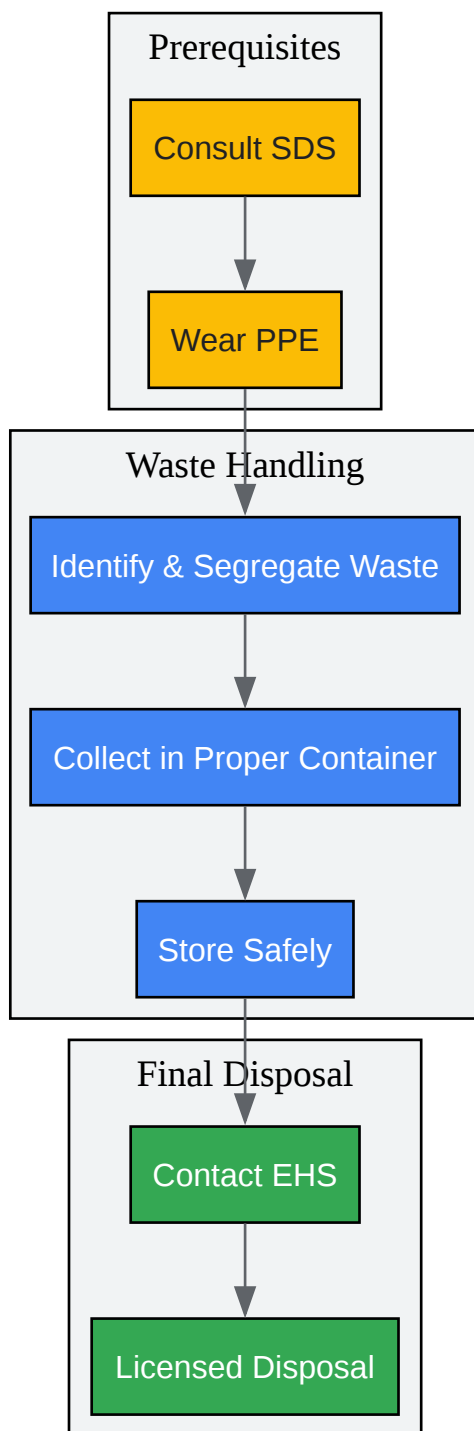 Prerequisites
Consult SDS
Wear PPE
Waste Handling
Identify & Segregate Waste
Collect in Proper Container
Store Safely
Final Disposal
Contact EHS
Licensed Disposal